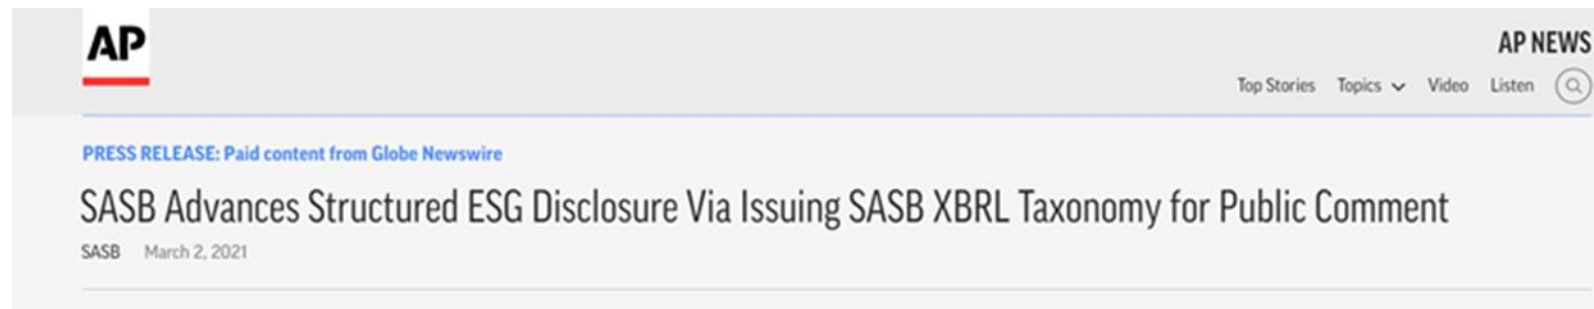 AP
AP NEWS
Top Stories Topics Video Listen
PRESS RELEASE: Paid content from Globe Newswire
SASB Advances Structured ESG Disclosure Via Issuing SASB XBRL Taxonomy for Public Comment
SASB March 2, 2021